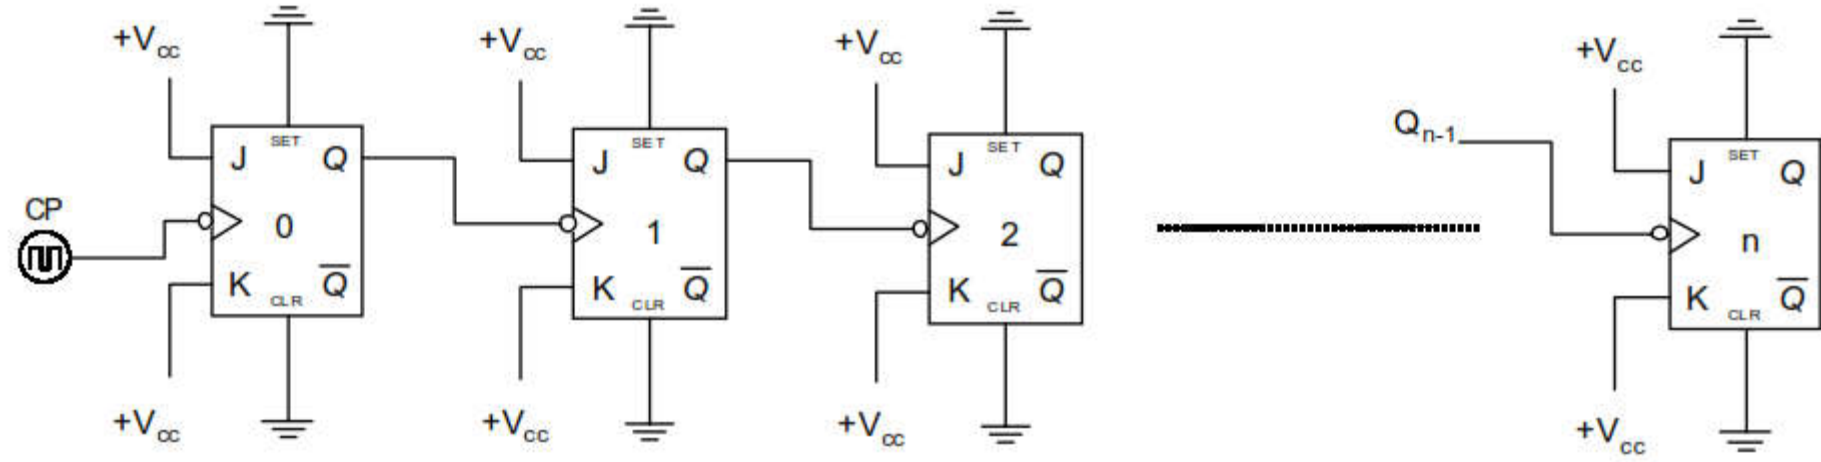 +Vcc +Vcc +Vcc +Vcc
SET SET SET SET
J Q J Q J Q Qn-1 J Q
CP 0 1 2 n
K Q̅ K Q̅ K Q̅ K Q̅
CLR CLR CLR CLR
+Vcc +Vcc +Vcc +Vcc